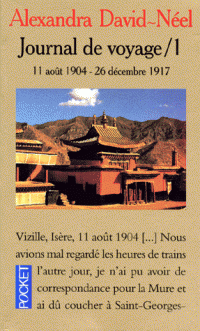 Alexandra David-Néel
Journal de voyage/1
11 août 1904 - 26 décembre 1917
Vizille, Isère, 11 août 1904 [...] Nous
avions mal regardé les heures de trains
l'autre jour, je n'ai pu avoir de
correspondance pour la Mure et
ai dû coucher à Saint-Georges-
POCKET